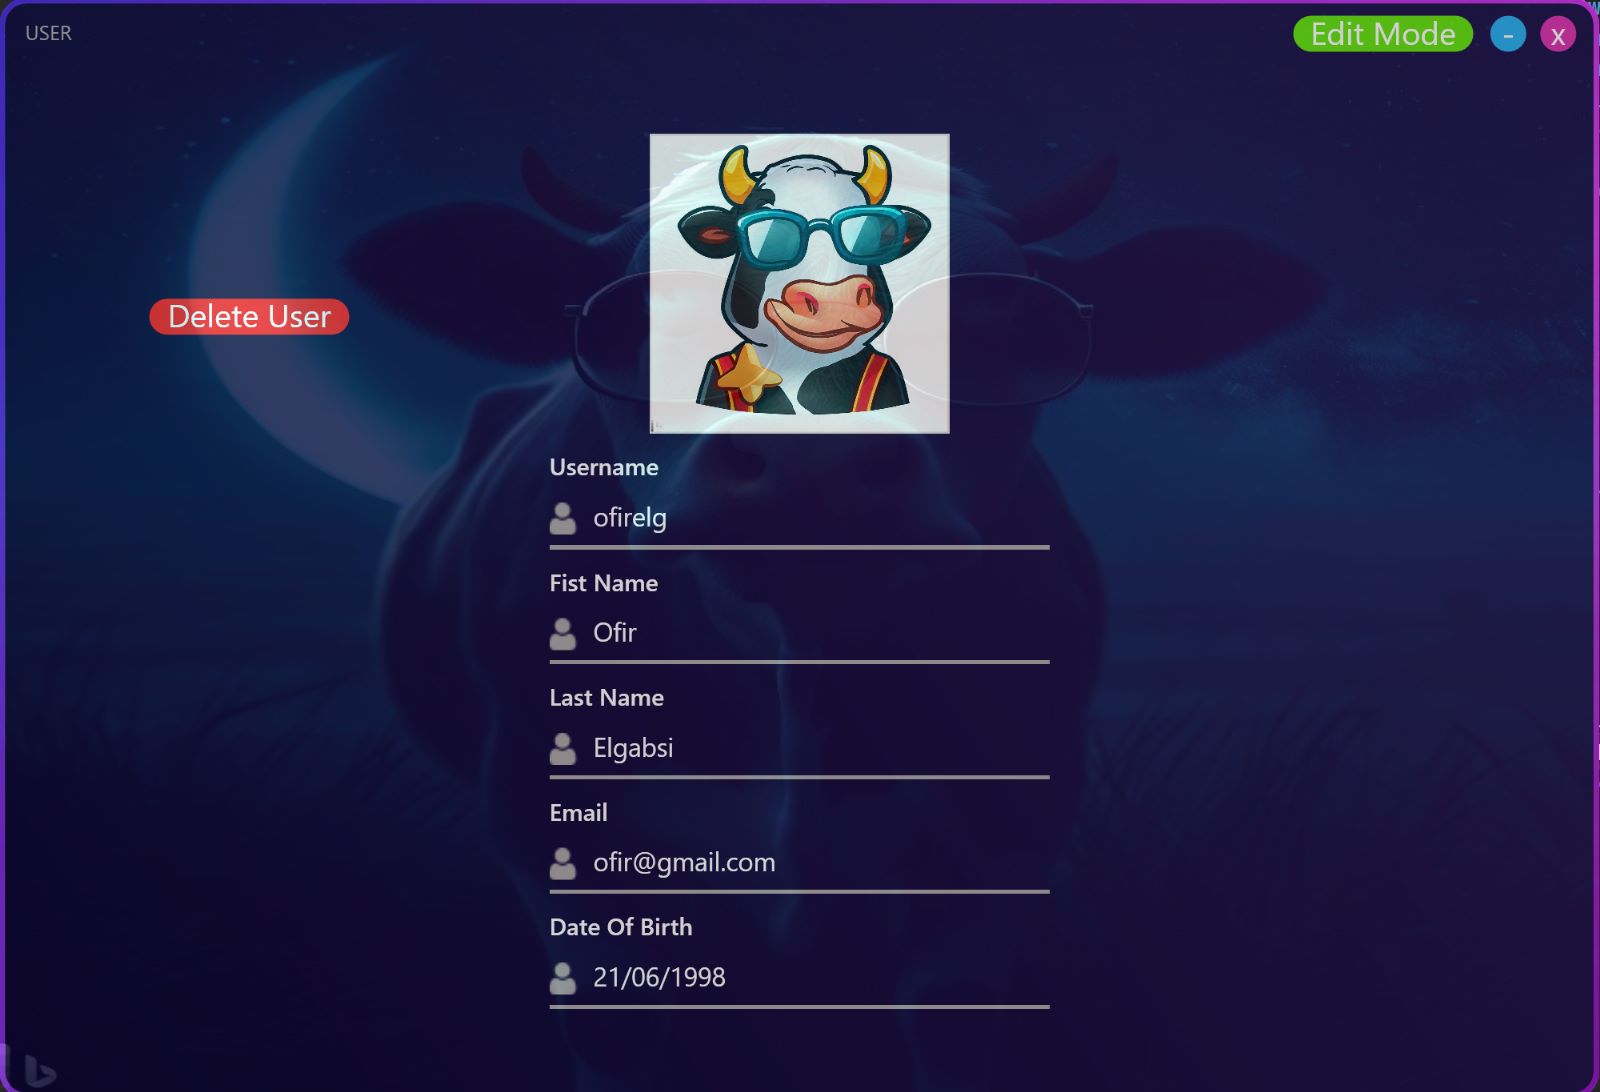 USER
Edit Mode
-
x
Delete User
Username
ofirelg
Fist Name
Ofir
Last Name
Elgabsi
Email
ofir@gmail.com
Date Of Birth
21/06/1998